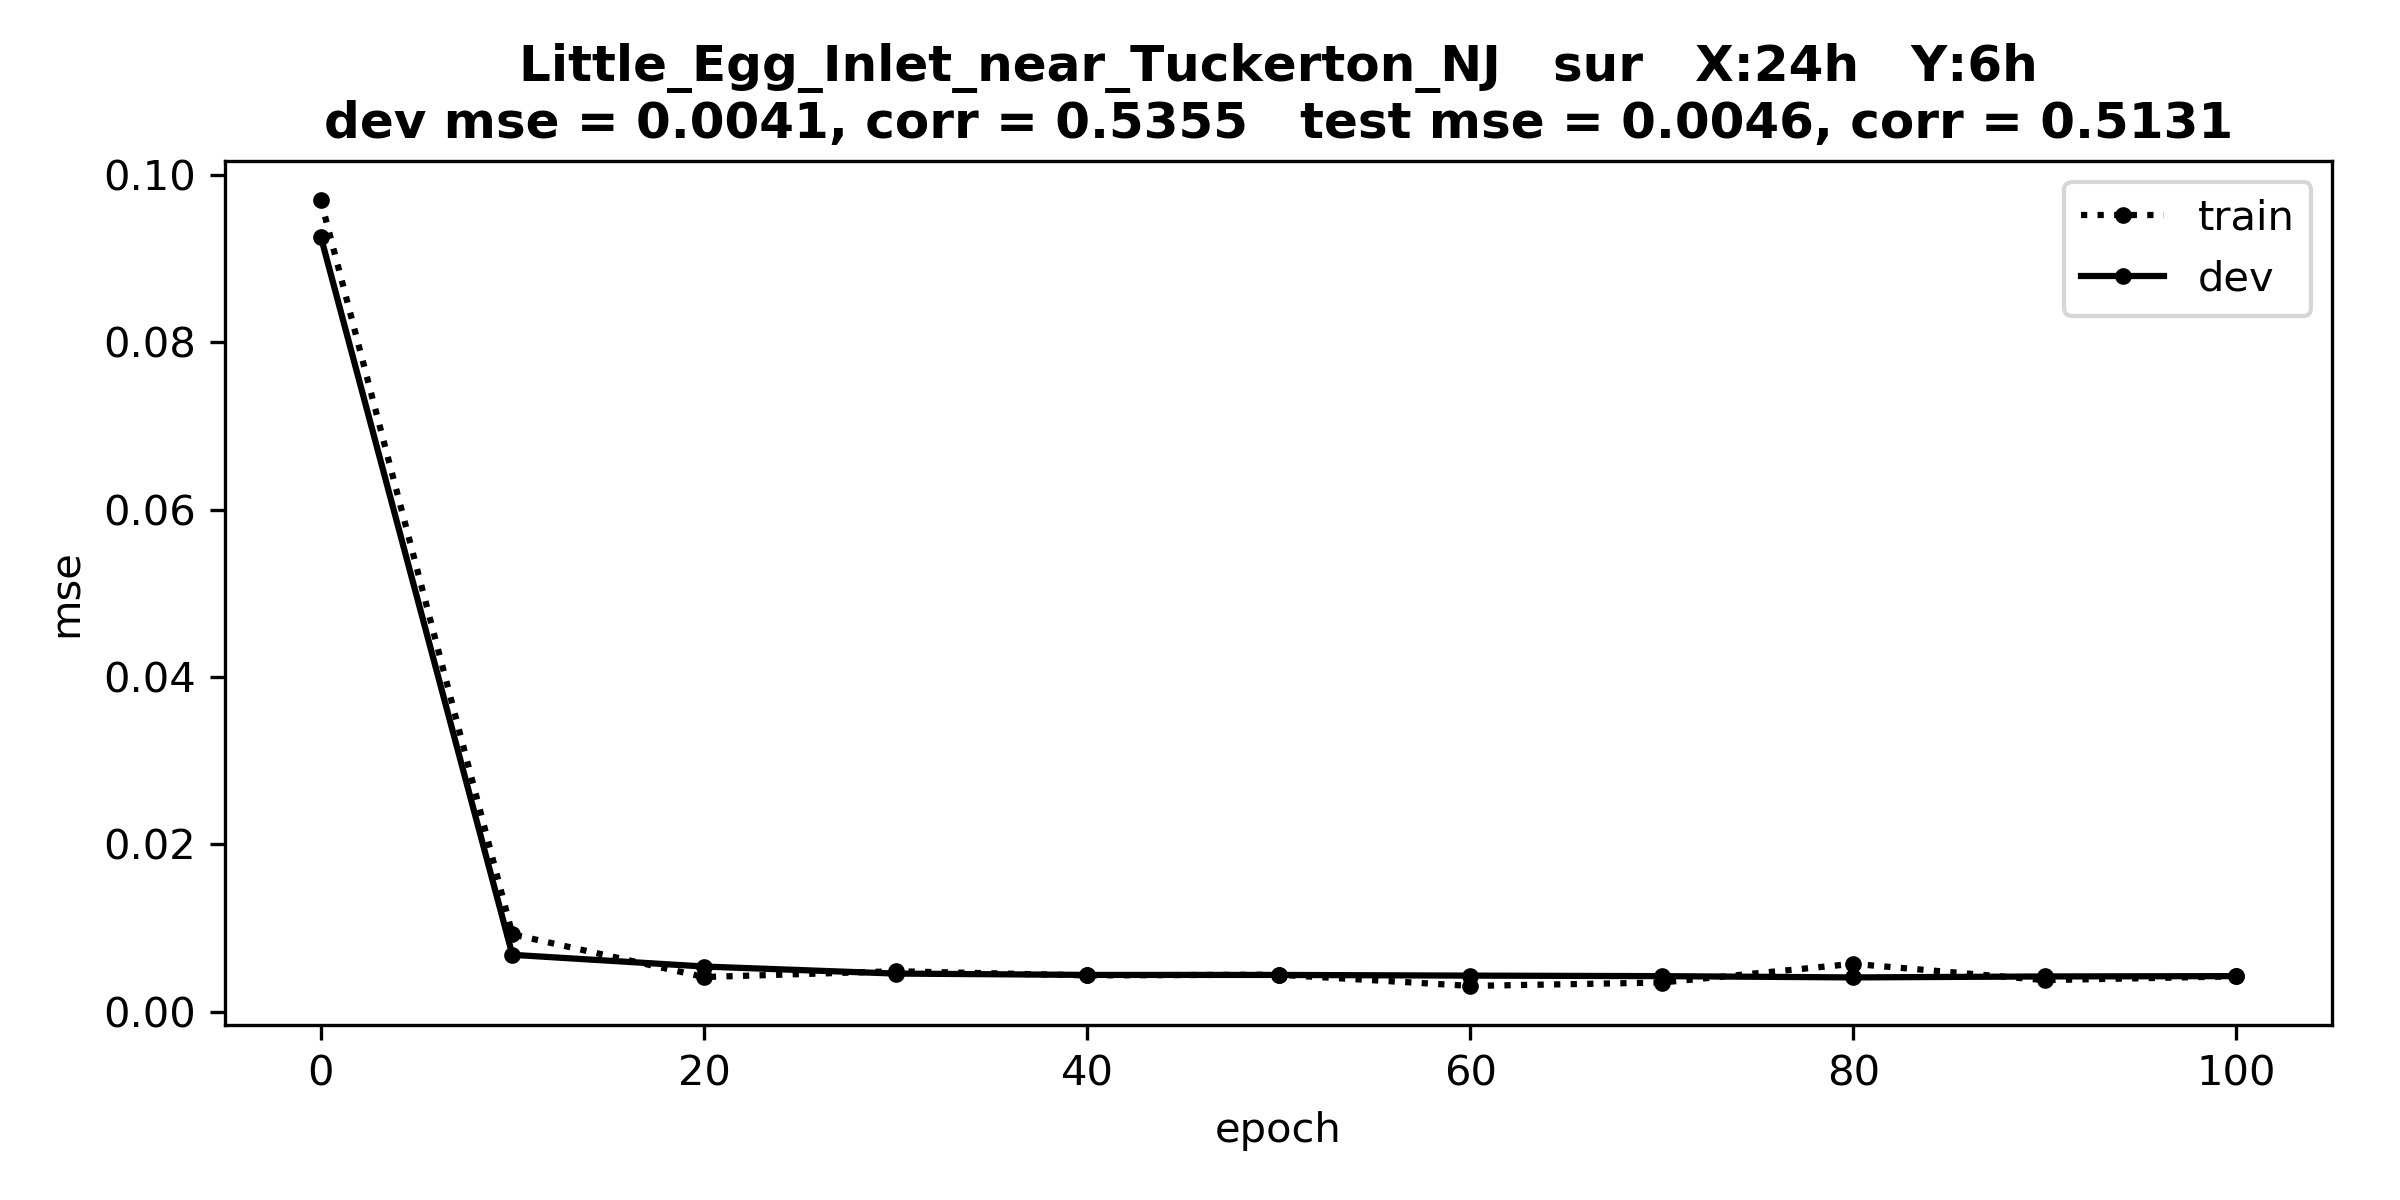 Little_Egg_Inlet_near_Tuckerton_NJ sur X:24h Y:6h
dev mse = 0.0041, corr = 0.5355 test mse = 0.0046, corr = 0.5131
0.10
0.08
0.06
0.04
0.02
0.00
mse
train
dev
0 20 40 60 80 100
epoch